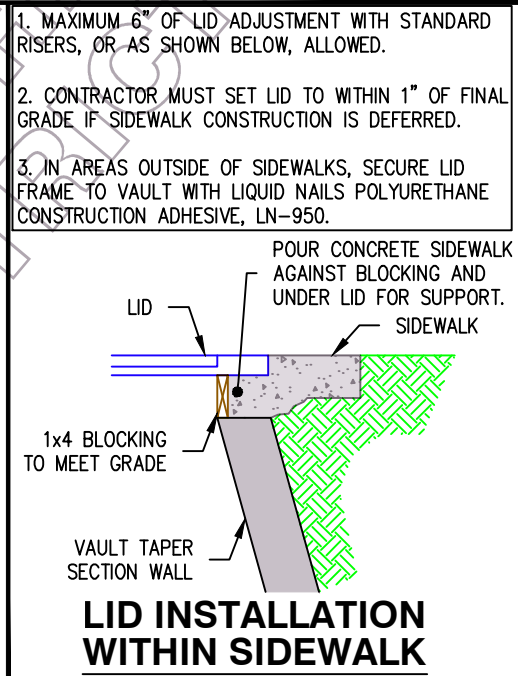 1. MAXIMUM 6" OF LID ADJUSTMENT WITH STANDARD
RISERS, OR AS SHOWN BELOW, ALLOWED.
2. CONTRACTOR MUST SET LID TO WITHIN 1" OF FINAL
GRADE IF SIDEWALK CONSTRUCTION IS DEFERRED.
3. IN AREAS OUTSIDE OF SIDEWALKS, SECURE LID
FRAME TO VAULT WITH LIQUID NAILS POLYURETHANE
CONSTRUCTION ADHESIVE, LN-950.
POUR CONCRETE SIDEWALK
AGAINST BLOCKING AND
UNDER LID FOR SUPPORT.
LID
SIDEWALK
1x4 BLOCKING
TO MEET GRADE
VAULT TAPER
SECTION WALL
LID INSTALLATION
WITHIN SIDEWALK